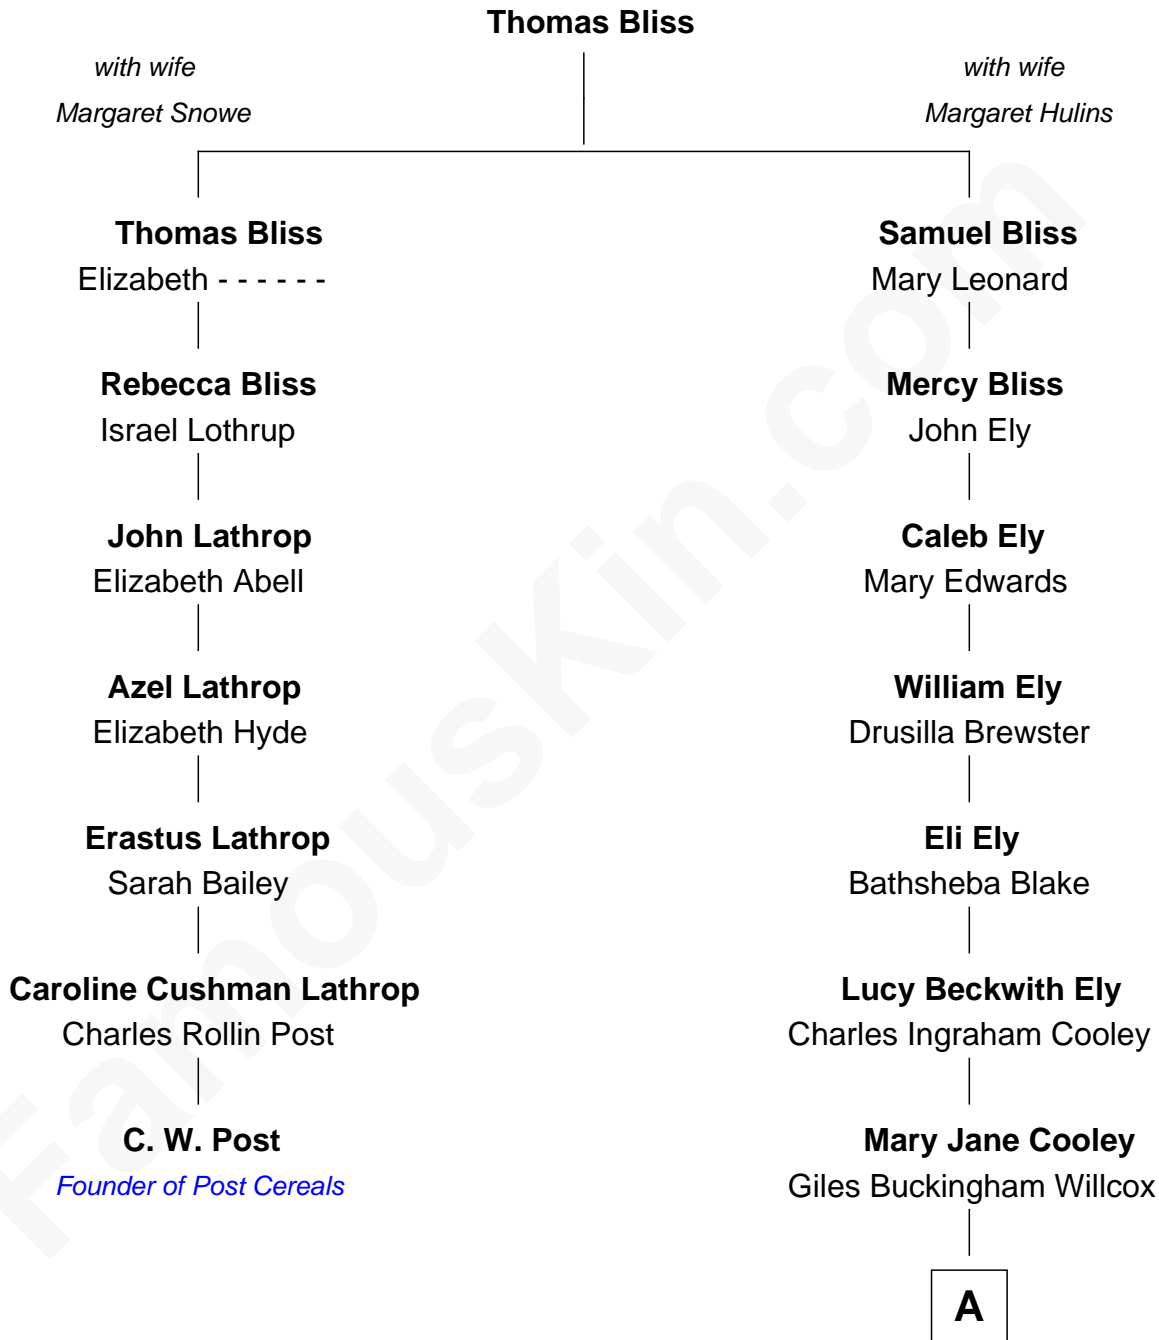 Thomas Bliss
with wife
Margaret Snowe
with wife
Margaret Hulins
Thomas Bliss
Elizabeth - - - - - -
Samuel Bliss
Mary Leonard
Rebecca Bliss
Israel Lothrup
Mercy Bliss
John Ely
John Lathrop
Elizabeth Abell
Caleb Ely
Mary Edwards
Azel Lathrop
Elizabeth Hyde
William Ely
Drusilla Brewster
Erastus Lathrop
Sarah Bailey
Eli Ely
Bathsheba Blake
Caroline Cushman Lathrop
Charles Rollin Post
Lucy Beckwith Ely
Charles Ingraham Cooley
C. W. Post
Founder of Post Cereals
Mary Jane Cooley
Giles Buckingham Willcox
A
FamousKin.com